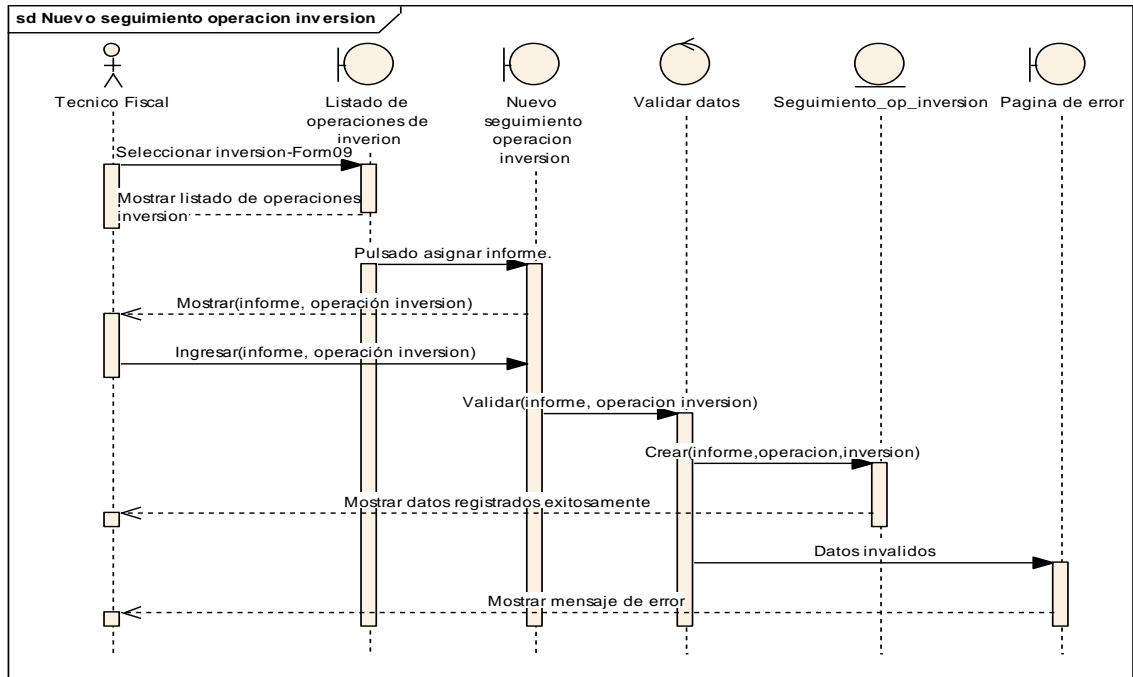 sd Nuevo seguimiento operacion inversion
Tecnico Fiscal
Listado de
operaciones de
inverion
Nuevo
seguimiento
operacion
inversion
Validar datos
Seguimiento_op_inversion
Pagina de error
Seleccionar inversion-Form09
Mostrar listado de operaciones
inversion
Pulsado asignar informe.
Mostrar(informe, operación inversion)
Ingresar(informe, operación inversion)
Validar(informe, operacion inversion)
Crear(informe,operacion,inversion)
Mostrar datos registrados exitosamente
Datos invalidos
Mostrar mensaje de error